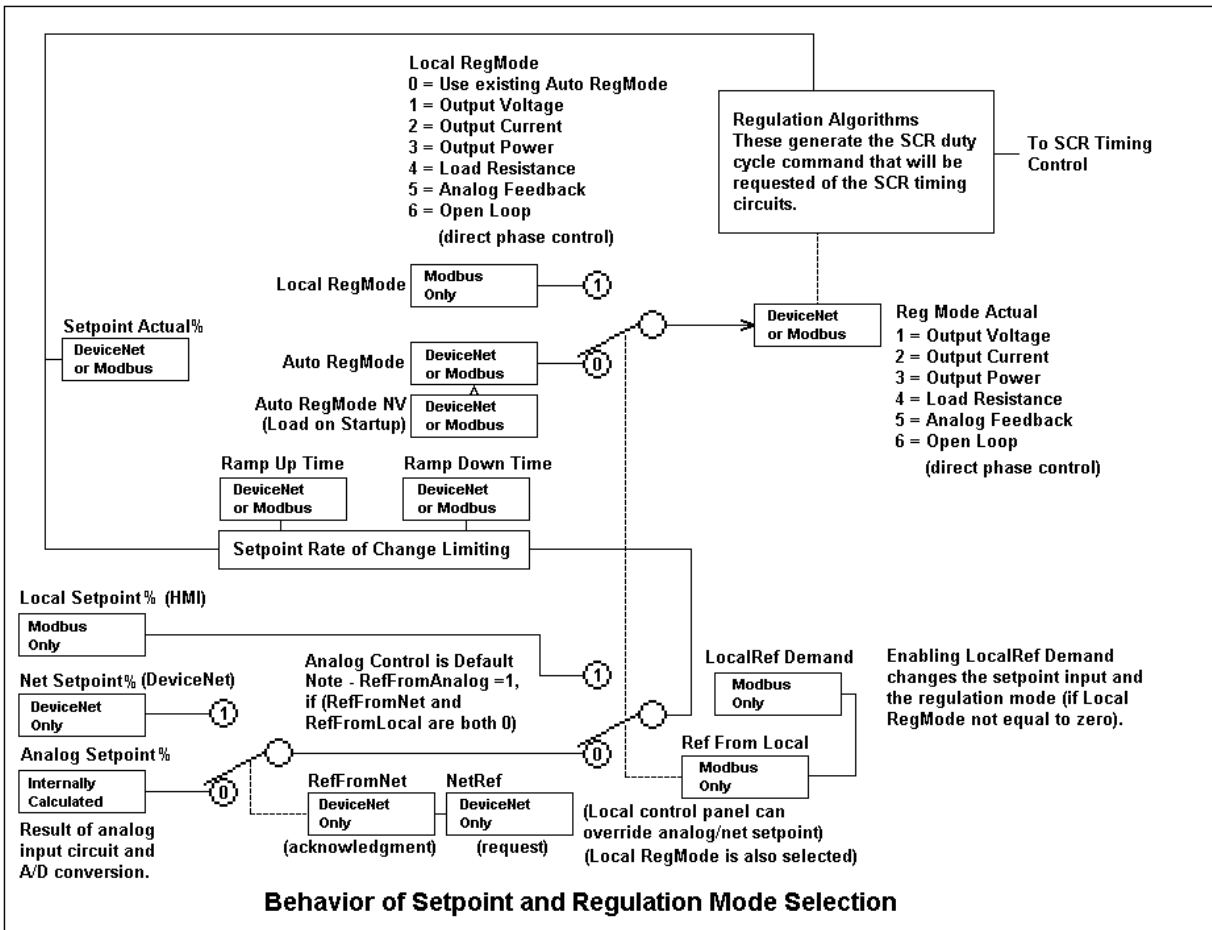 Local RegMode
0 = Use existing Auto RegMode
1 = Output Voltage
2 = Output Current
3 = Output Power
4 = Load Resistance
5 = Analog Feedback
6 = Open Loop
(direct phase control)
Regulation Algorithms
These generate the SCR duty
cycle command that will be
requested of the SCR timing
circuits.
To SCR Timing
Control
Local RegMode
Modbus
Only
1
Setpoint Actual%
DeviceNet
or Modbus
Auto RegMode
DeviceNet
or Modbus
0
Auto RegMode NV
(Load on Startup)
DeviceNet
or Modbus
DeviceNet
or Modbus
Reg Mode Actual
1 = Output Voltage
2 = Output Current
3 = Output Power
4 = Load Resistance
5 = Analog Feedback
6 = Open Loop
(direct phase control)
Ramp Up Time
DeviceNet
or Modbus
Ramp Down Time
DeviceNet
or Modbus
Setpoint Rate of Change Limiting
Local Setpoint% (HMI)
Modbus
Only
1
Net Setpoint% (DeviceNet)
DeviceNet
Only
1
Analog Setpoint%
Internally
Calculated
0
Result of analog
input circuit and
A/D conversion.
Analog Control is Default
Note - RefFromAnalog =1,
if (RefFromNet and
RefFromLocal are both 0)
0
RefFromNet
DeviceNet
Only
(acknowledgment)
NetRef
DeviceNet
Only
(request)
LocalRef Demand
Modbus
Only
Ref From Local
Modbus
Only
(Local control panel can
override analog/net setpoint)
(Local RegMode is also selected)
Enabling LocalRef Demand
changes the setpoint input and
the regulation mode (if Local
RegMode not equal to zero).
Behavior of Setpoint and Regulation Mode Selection